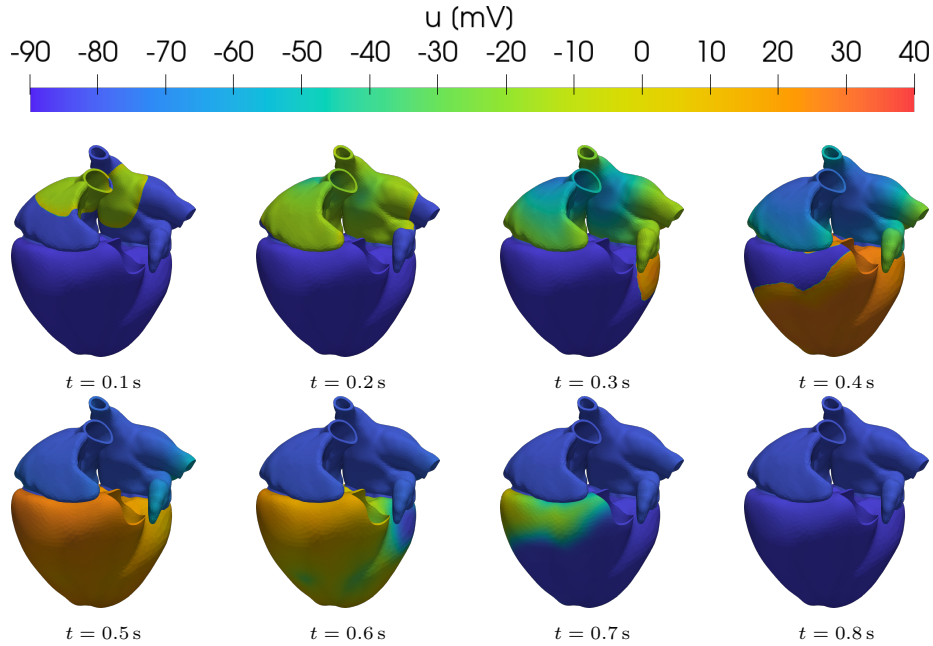 u (mV)
-90 -80 -70 -60 -50 -40 -30 -20 -10 0 10 20 30 40
t = 0.1 s t = 0.2 s t = 0.3 s t = 0.4 s
t = 0.5 s t = 0.6 s t = 0.7 s t = 0.8 s